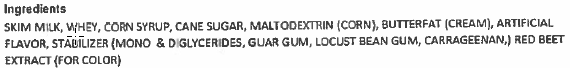 Ingredients
SKIM MILK, WHEY, CORN SYRUP, CANE SUGAR, MALTODEXTRIN (CORN), BUTTERFAT (CREAM), ARTIFICIAL
FLAVOR, STABILIZER (MONO & DIGLYCERIDES, GUAR GUM, LOCUST BEAN GUM, CARRAGEENAN,) RED BEET
EXTRACT (FOR COLOR)